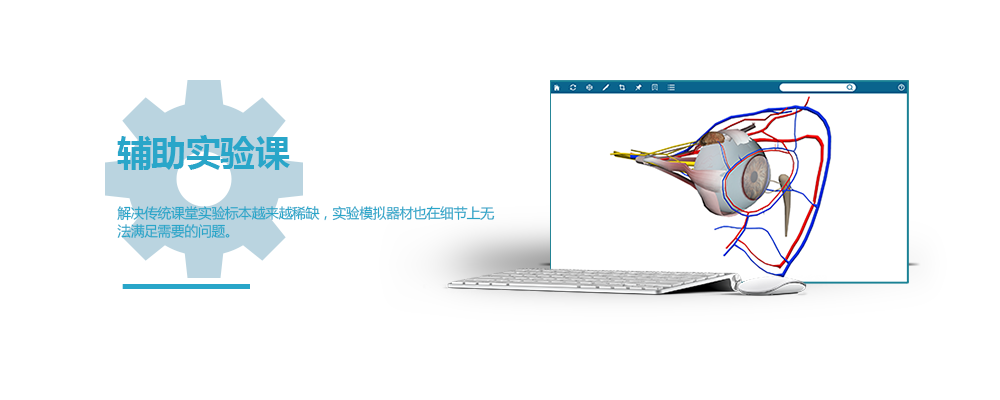 辅助实验课
解决传统课堂实验标本越来越稀缺，实验模拟器材也在细节上无
法满足需要的问题。